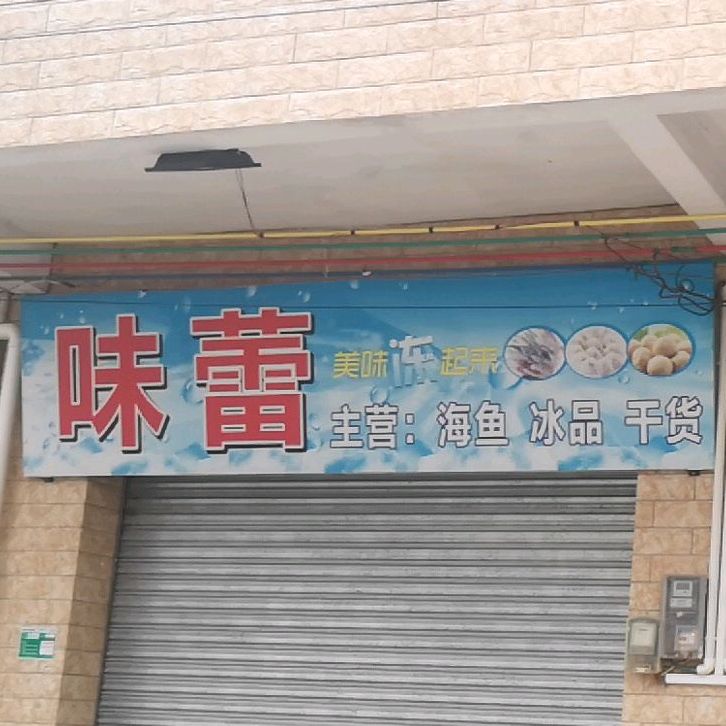 味蕾
美味冻起来
主营：海鱼 冰品 干货